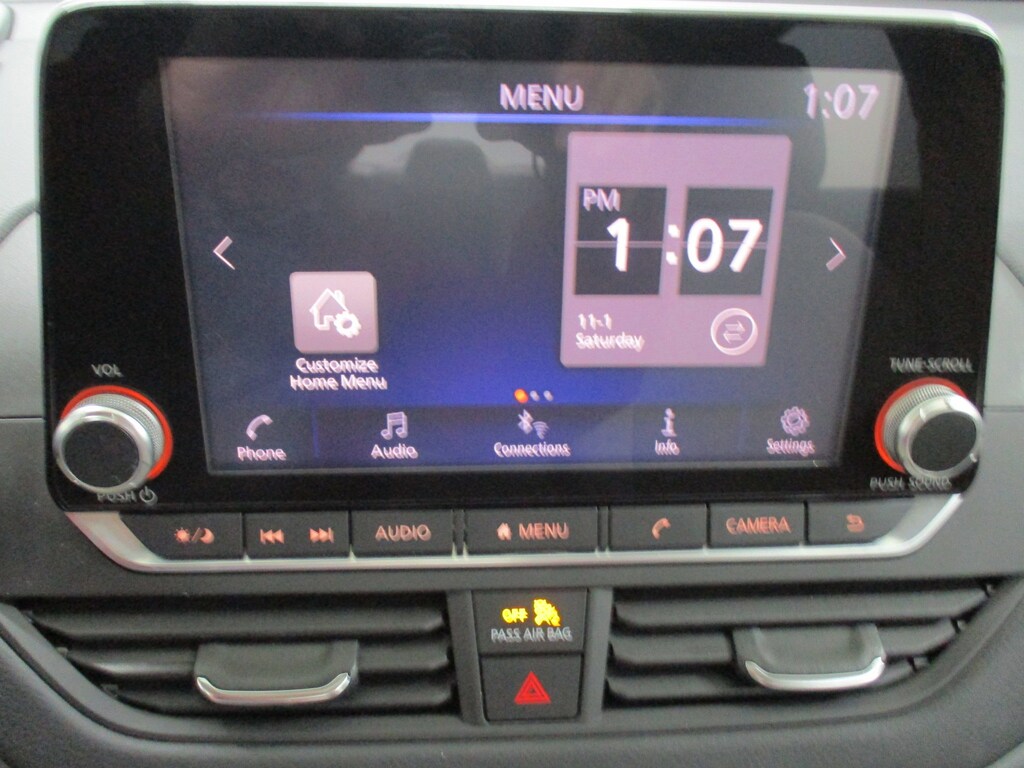 MENU
1:07
PM
1:07
11-1
Saturday
Customize
Home Menu
VOL
TUNE·SCROLL
Phone
Audio
Connections
Info
Settings
PUSH
PUSH SOUND
AUDIO
MENU
CAMERA
OFF
PASS AIR BAG